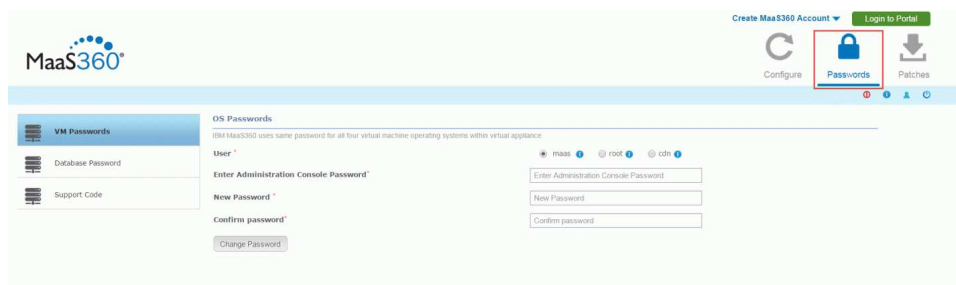 Create MaaS360 Account
Login to Portal
MaaS360®
Configure
Passwords
Patches
VM Passwords
Database Password
Support Code
OS Passwords
IBM MaaS360 uses same password for all four virtual machine operating systems within virtual appliance.
User * maas root cdn
Enter Administration Console Password* Enter Administration Console Password
New Password * New Password
Confirm password* Confirm password
Change Password